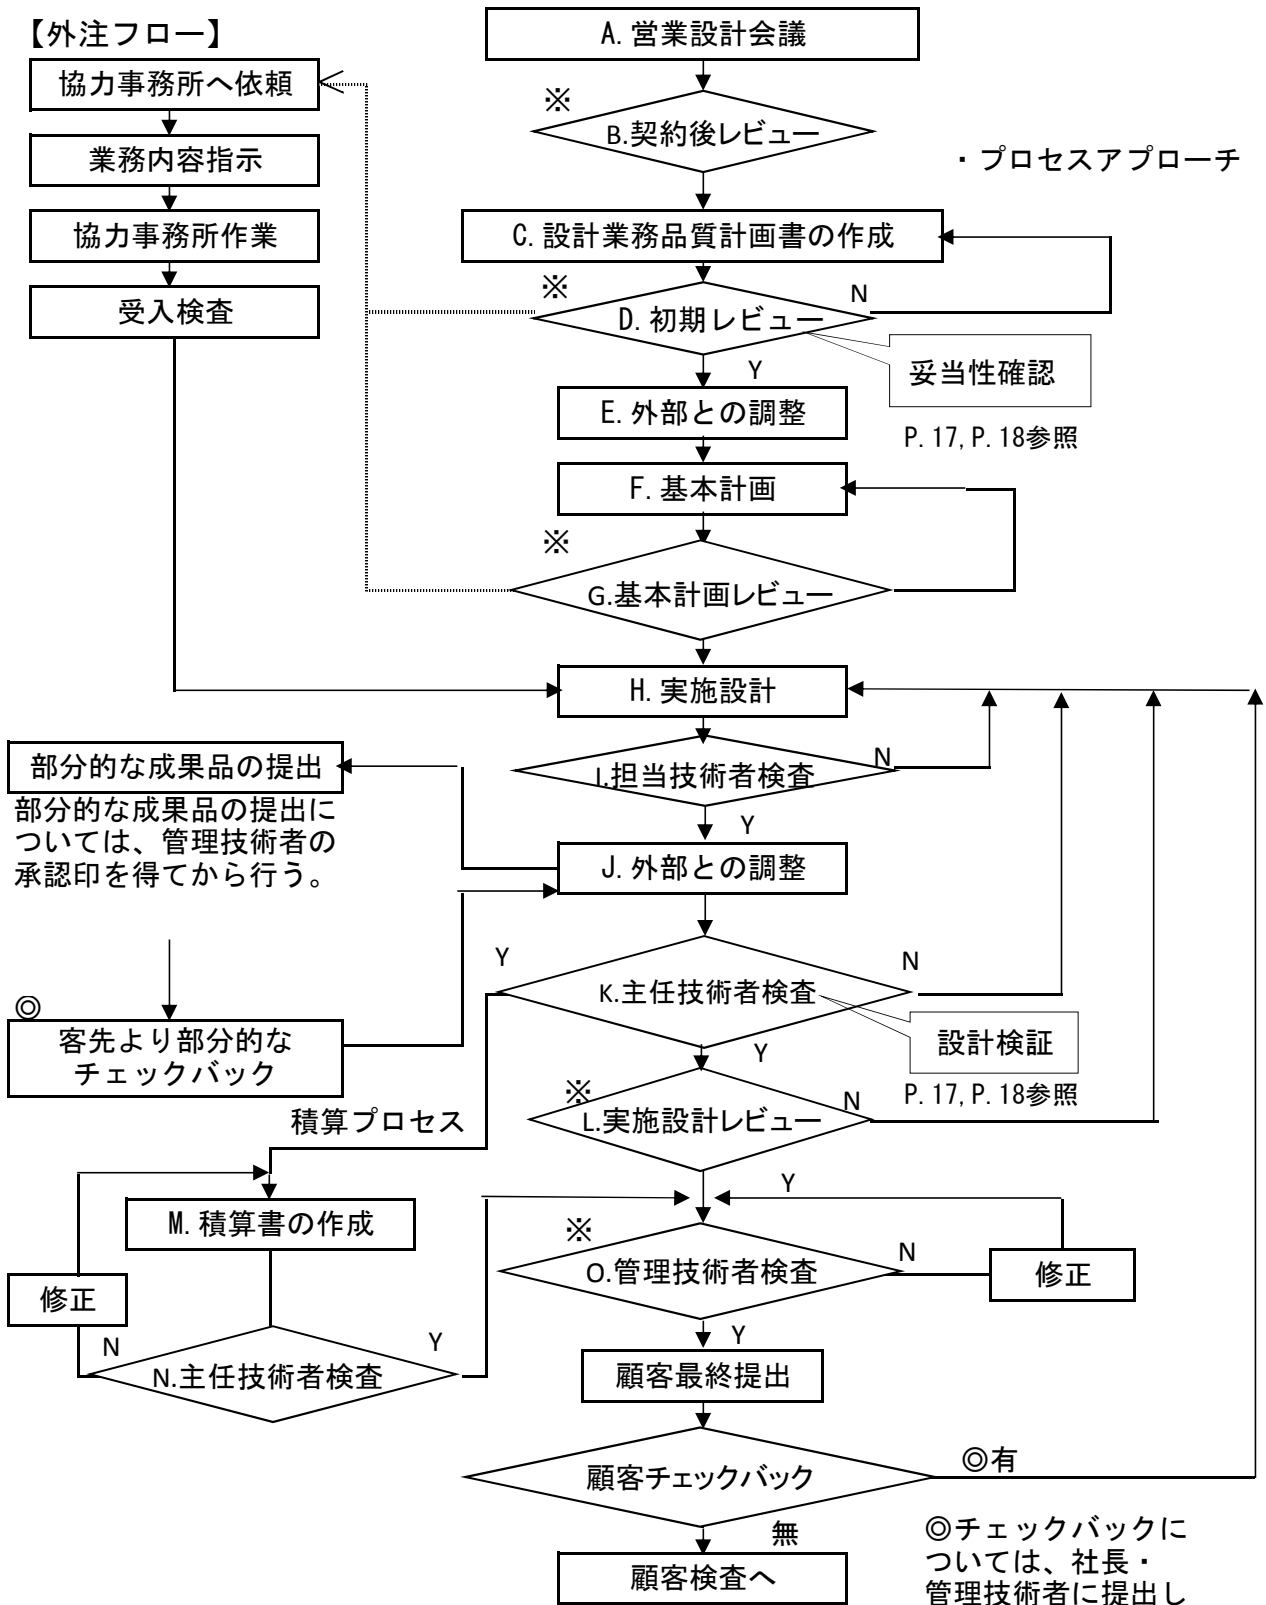 【外注フロー】
協力事務所へ依頼
業務内容指示
協力事務所作業
受入検査
A.営業設計会議
※
B.契約後レビュー
・プロセスアプローチ
C.設計業務品質計画書の作成
※
D.初期レビュー
N
Y
妥当性確認
P.17,P.18参照
E.外部との調整
F.基本計画
※
G.基本計画レビュー
H.実施設計
I.担当技術者検査
N
Y
部分的な成果品の提出
部分的な成果品の提出に
ついては、管理技術者の
承認印を得てから行う。
J.外部との調整
Y
K.主任技術者検査
N
Y
設計検証
P.17,P.18参照
◎
客先より部分的な
チェックバック
積算プロセス
※
L.実施設計レビュー
N
Y
M.積算書の作成
修正
N
N.主任技術者検査
Y
※
O.管理技術者検査
N
修正
Y
顧客最終提出
顧客チェックバック
◎有
無
顧客検査へ
◎チェックバックに
ついては、社長・
管理技術者に提出し